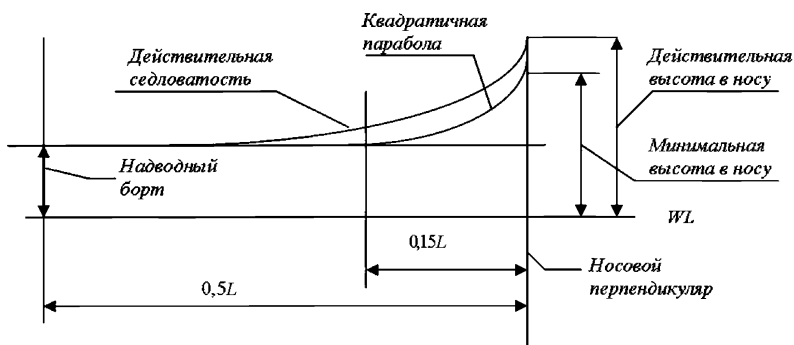 Квадратичная
парабола
Действительная
седловатость
Действительная
высота в носу
Надводный
борт
Минимальная
высота в носу
WL
0,15L
Носовой
перпендикуляр
0,5L